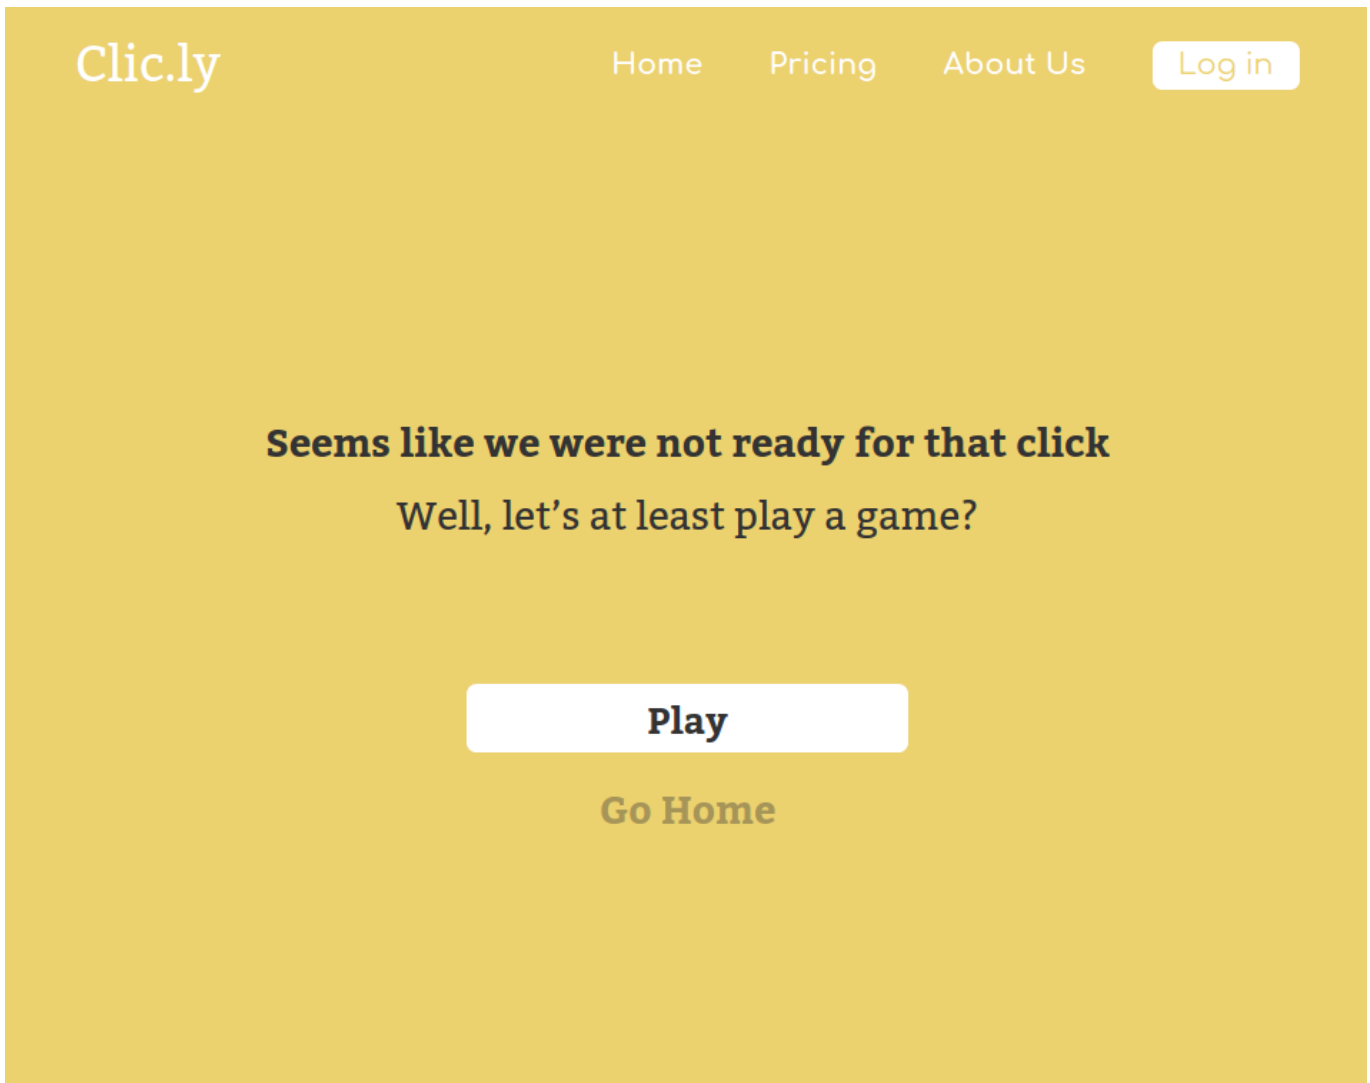 Clic.ly
Home Pricing About Us Log in
Seems like we were not ready for that click
Well, let’s at least play a game?
Play
Go Home